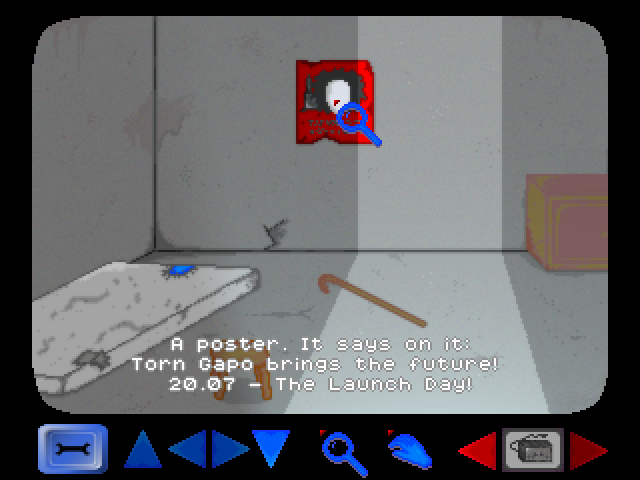 A poster. It says on it:
Torn Gapo brings the future!
20.07 - The Launch Day!